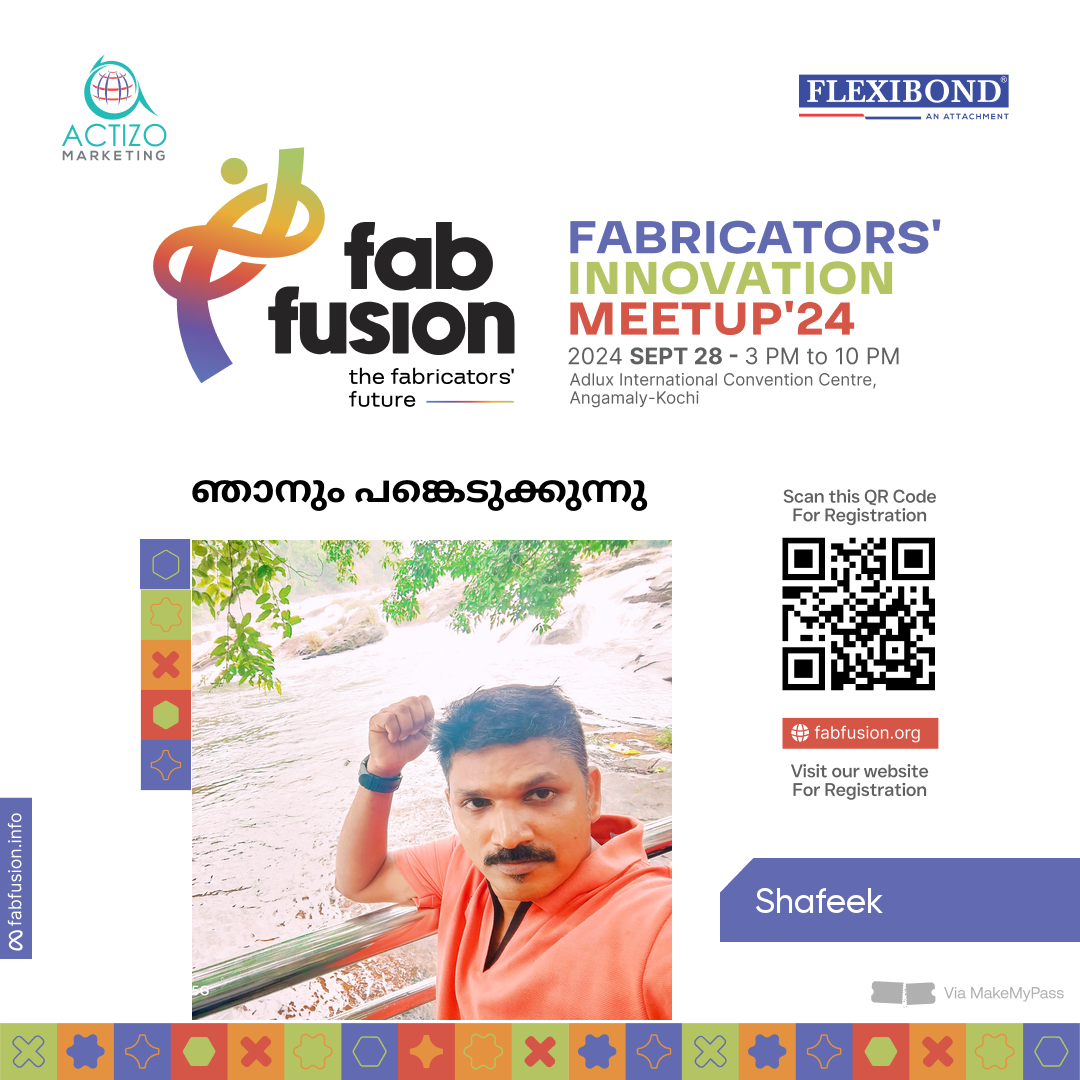 ACTIZO
MARKETING
FLEXIBOND®
AN ATTACHMENT
fab
fusion
the fabricators'
future
FABRICATORS'
INNOVATION
MEETUP'24
2024 SEPT 28 - 3 PM to 10 PM
Adlux International Convention Centre,
Angamaly-Kochi
ഞാനും പങ്കെടുക്കുന്നു
Scan this QR Code
For Registration
fabfusion.org
Visit our website
For Registration
fabfusion.info
Shafeek
Via MakeMyPass